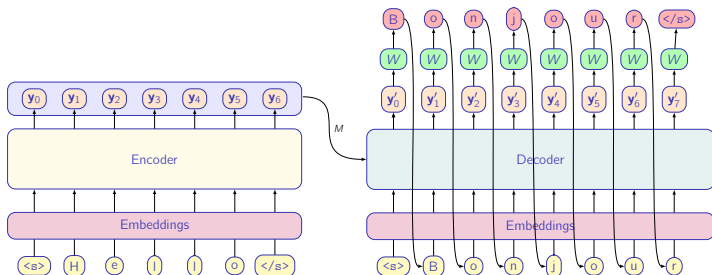 B o n j o u r </s>
W W W W W W W W
y₀ y₁ y₂ y₃ y₄ y₅ y₆
y′₀ y′₁ y′₂ y′₃ y′₄ y′₅ y′₆ y′₇
M
Encoder
Decoder
Embeddings
Embeddings
<s> H e l l o </s>
<s> B o n j o u r